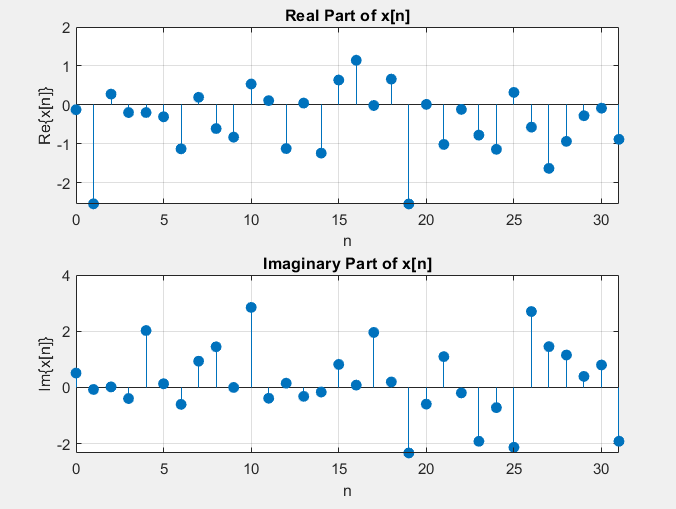 Real Part of x[n]
2
1
0
-1
-2
Re{x[n]}
0 5 10 15 20 25 30
n
Imaginary Part of x[n]
4
2
0
-2
Im{x[n]}
0 5 10 15 20 25 30
n